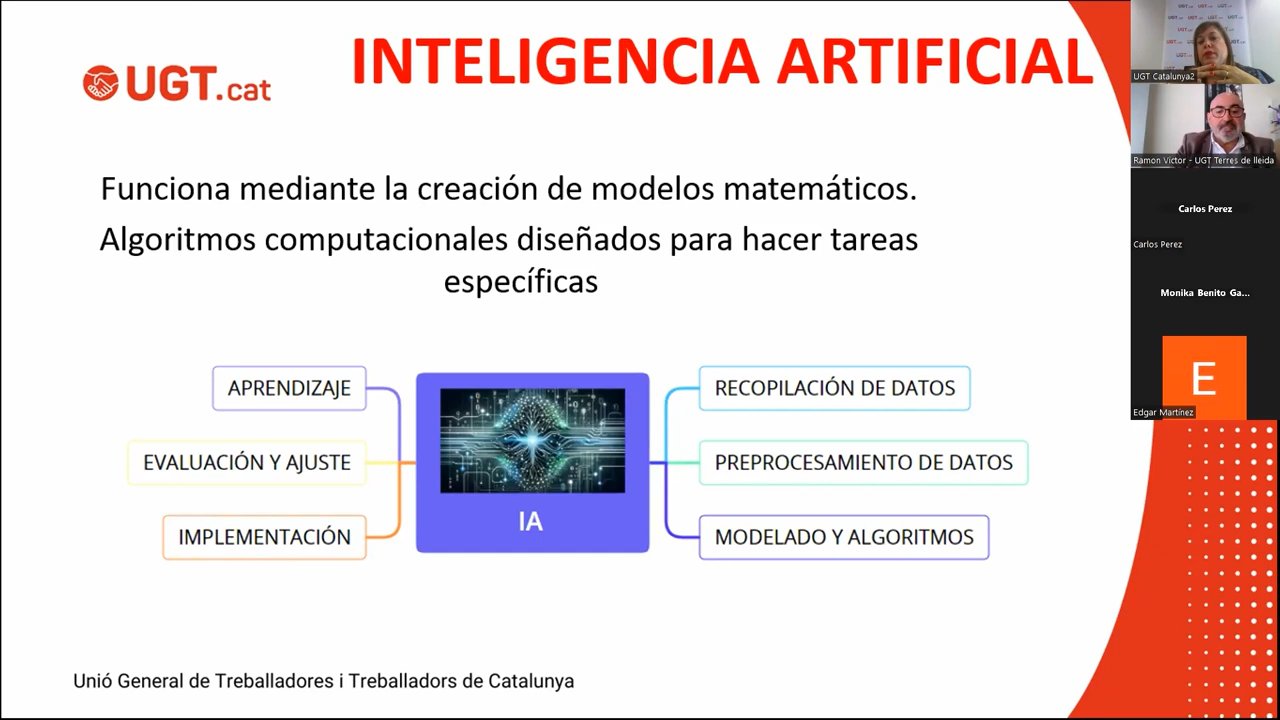 UGT.cat
INTELIGENCIA ARTIFICIAL
Funciona mediante la creación de modelos matemáticos.
Algoritmos computacionales diseñados para hacer tareas
específicas
APRENDIZAJE
EVALUACIÓN Y AJUSTE
IMPLEMENTACIÓN
IA
RECOPILACIÓN DE DATOS
PREPROCESAMIENTO DE DATOS
MODELADO Y ALGORITMOS
Unió General de Treballadores i Treballadors de Catalunya
UGT Catalunya2
Ramon Víctor - UGT Terres de lleida
Carlos Perez
Carlos Perez
Monika Benito Ga...
E
Edgar Martínez